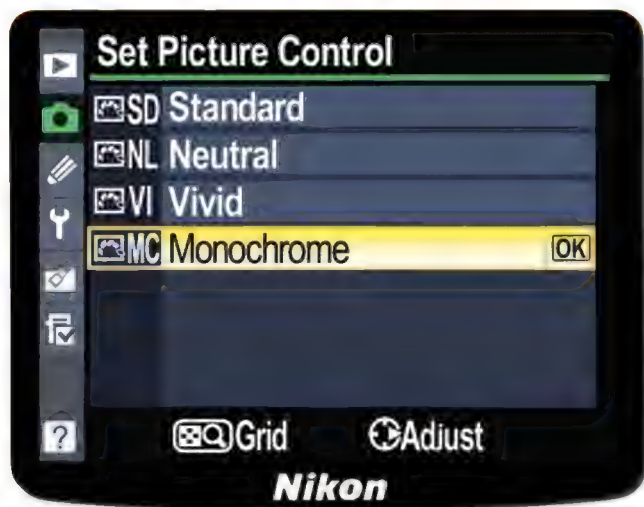 Set Picture Control
SD Standard
NL Neutral
VI Vivid
MC Monochrome OK
?
Grid Adjust
Nikon